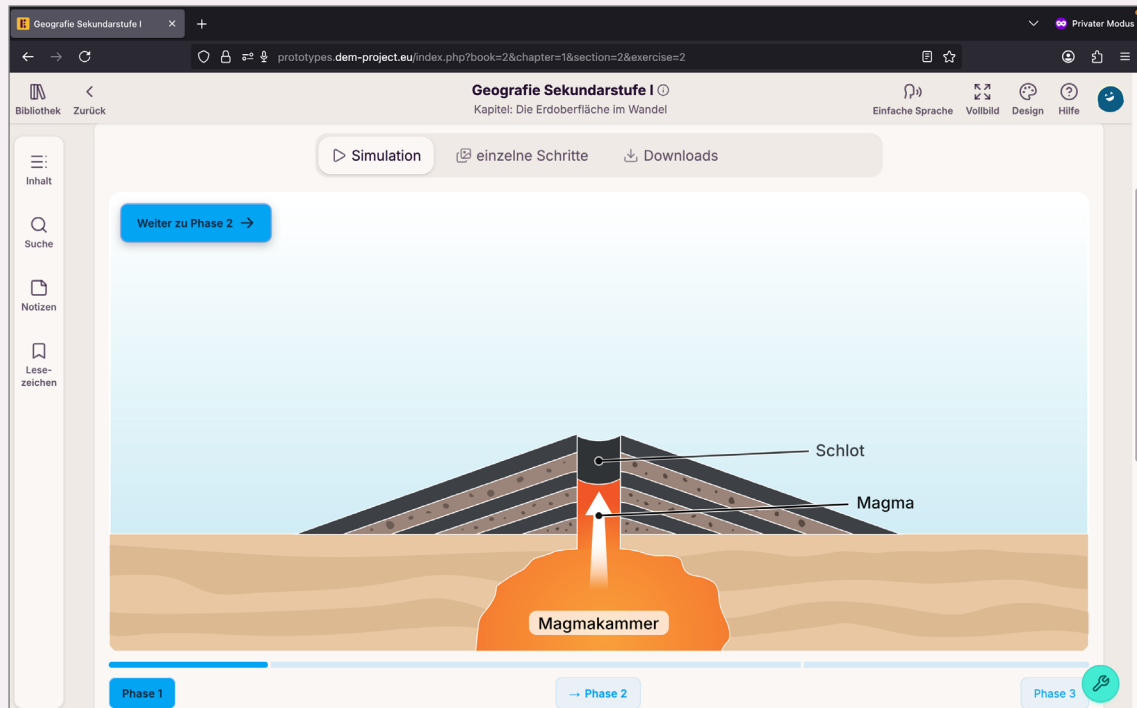 Geografie Sekundarstufe I
Privater Modus
prototypes.dem-project.eu/index.php?book=2&chapter=1&section=2&exercise=2
Bibliothek
Zurück
Geografie Sekundarstufe I
Kapitel: Die Erdoberfläche im Wandel
Einfache Sprache
Vollbild
Design
Hilfe
Inhalt
Suche
Notizen
Lese-
zeichen
Simulation
einzelne Schritte
Downloads
Weiter zu Phase 2 →
Schlot
Magma
Magmakammer
Phase 1
→ Phase 2
Phase 3